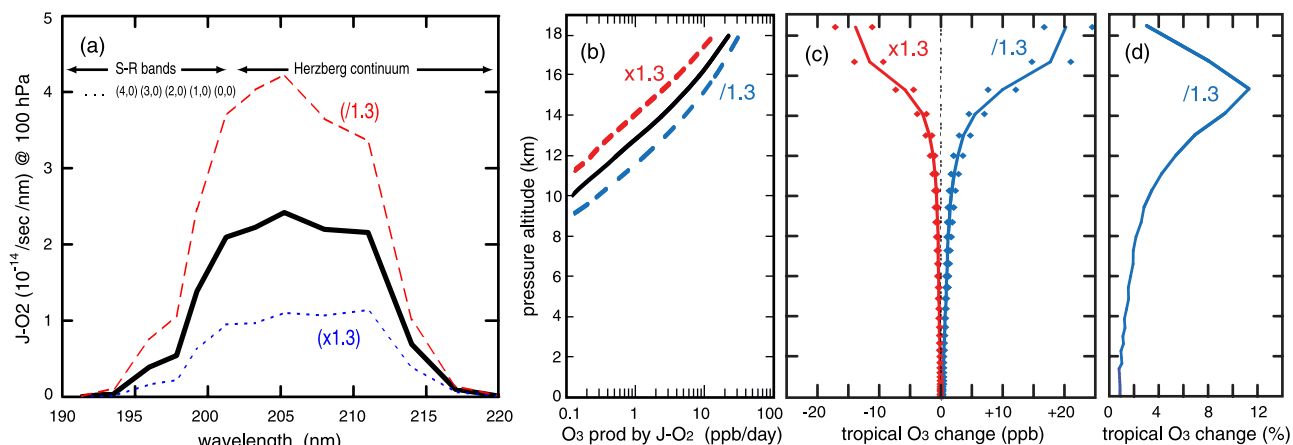 (a)
S-R bands
Herzberg continuum
(4,0) (3,0) (2,0) (1,0) (0,0)
(/1.3)
(x1.3)
J-O2 (10⁻¹⁴/sec/nm) @ 100 hPa
5
4
3
2
1
0
190 195 200 205 210 215 220
wavelength (nm)
(b)
x1.3
/1.3
pressure altitude (km)
18
16
14
12
10
8
6
4
2
0
0.1 1 10 100
O₃ prod by J-O₂ (ppb/day)
(c)
x1.3
/1.3
-20 -10 0 +10 +20
tropical O₃ change (ppb)
(d)
/1.3
0 4 8 12
tropical O₃ change (%)